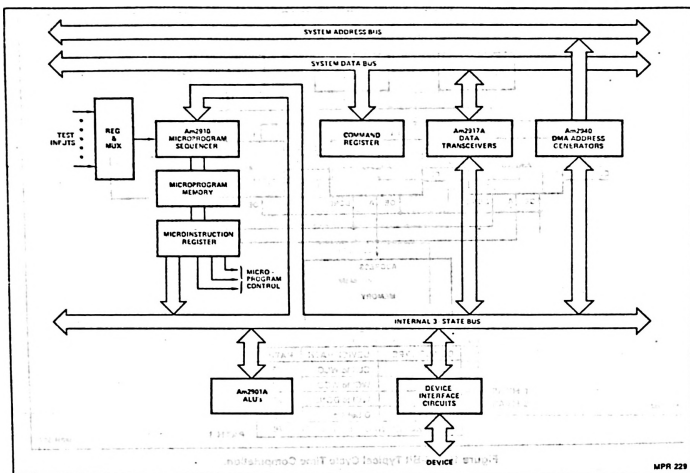 SYSTEM ADDRESS BUS
SYSTEM DATA BUS
TEST
INPUTS
REG
&
MUX
Am2910
MICROPROGRAM
SEQUENCER
COMMAND
REGISTER
Am2917A
DATA
TRANSCEIVERS
Am2940
DMA ADDRESS
GENERATORS
MICROPROGRAM
MEMORY
MICROINSTRUCTION
REGISTER
MICRO-
PROGRAM
CONTROL
INTERNAL 3-STATE BUS
Am2901A
ALU's
DEVICE
INTERFACE
CIRCUITS
DEVICE
MPR 229